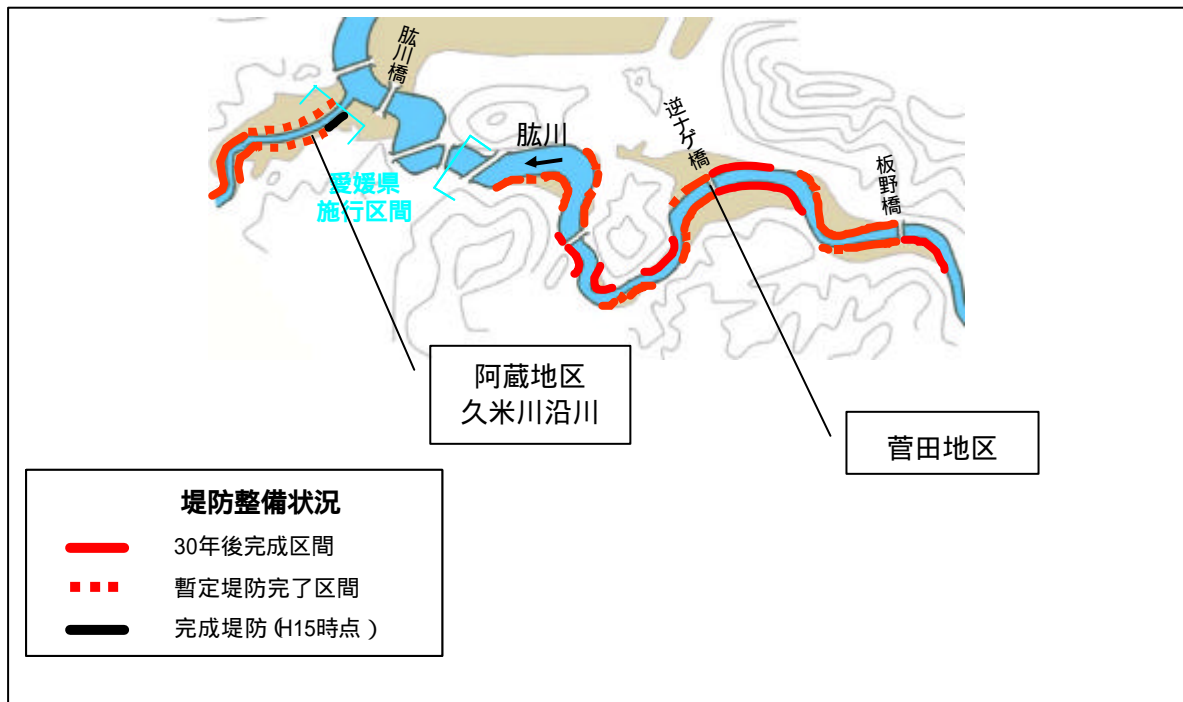 肱川橋
肱川
逆ナゲ橋
板野橋
愛媛県
施行区間
阿蔵地区
久米川沿川
菅田地区
堤防整備状況
30年後完成区間
暫定堤防完了区間
完成堤防(H15時点)